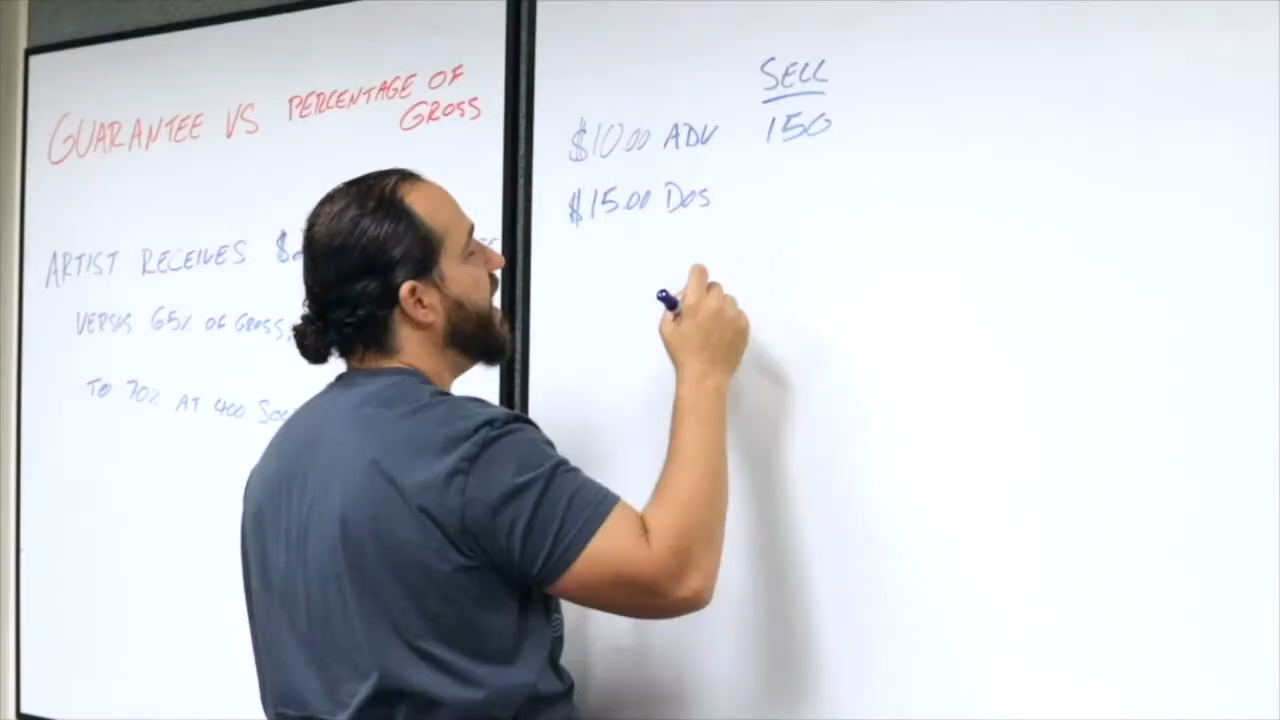 GUARANTEE VS PERCENTAGE OF
GROSS
ARTIST RECEIVES
VERSUS 65% OF GROSS,
TO 70% AT 400
SELL
$10.00 ADV 150
$15.00 DOS